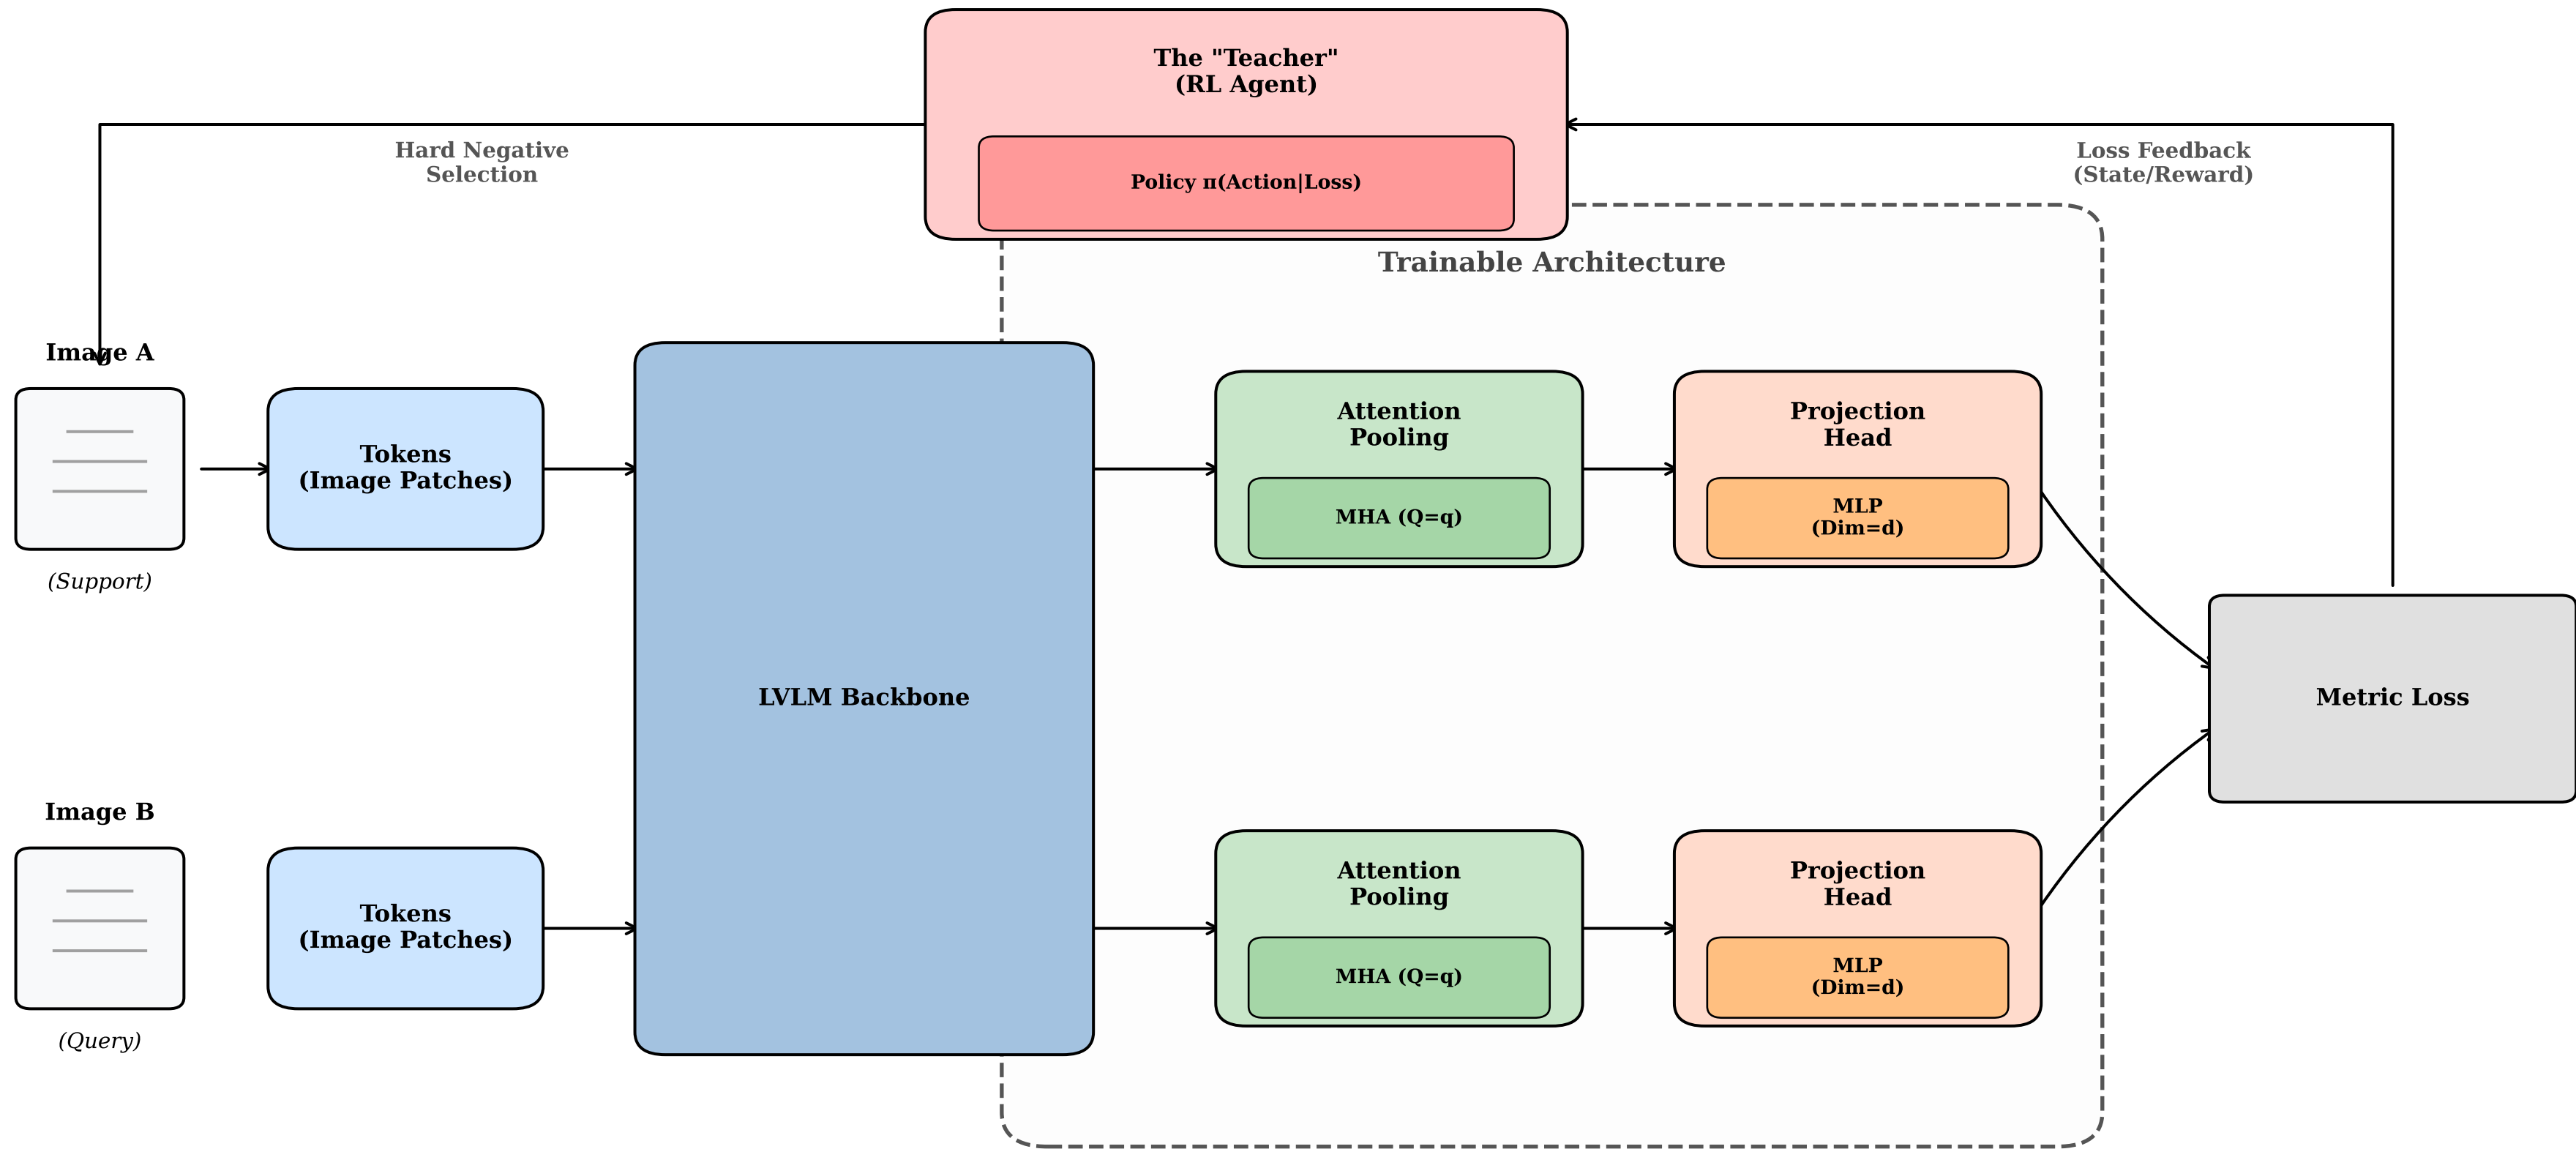 The "Teacher"
(RL Agent)
Policy π(Action|Loss)
Hard Negative
Selection
Loss Feedback
(State/Reward)
Trainable Architecture
Image A
(Support)
Tokens
(Image Patches)
LVLM Backbone
Attention
Pooling
MHA (Q=q)
Projection
Head
MLP
(Dim=d)
Metric Loss
Image B
(Query)
Tokens
(Image Patches)
Attention
Pooling
MHA (Q=q)
Projection
Head
MLP
(Dim=d)